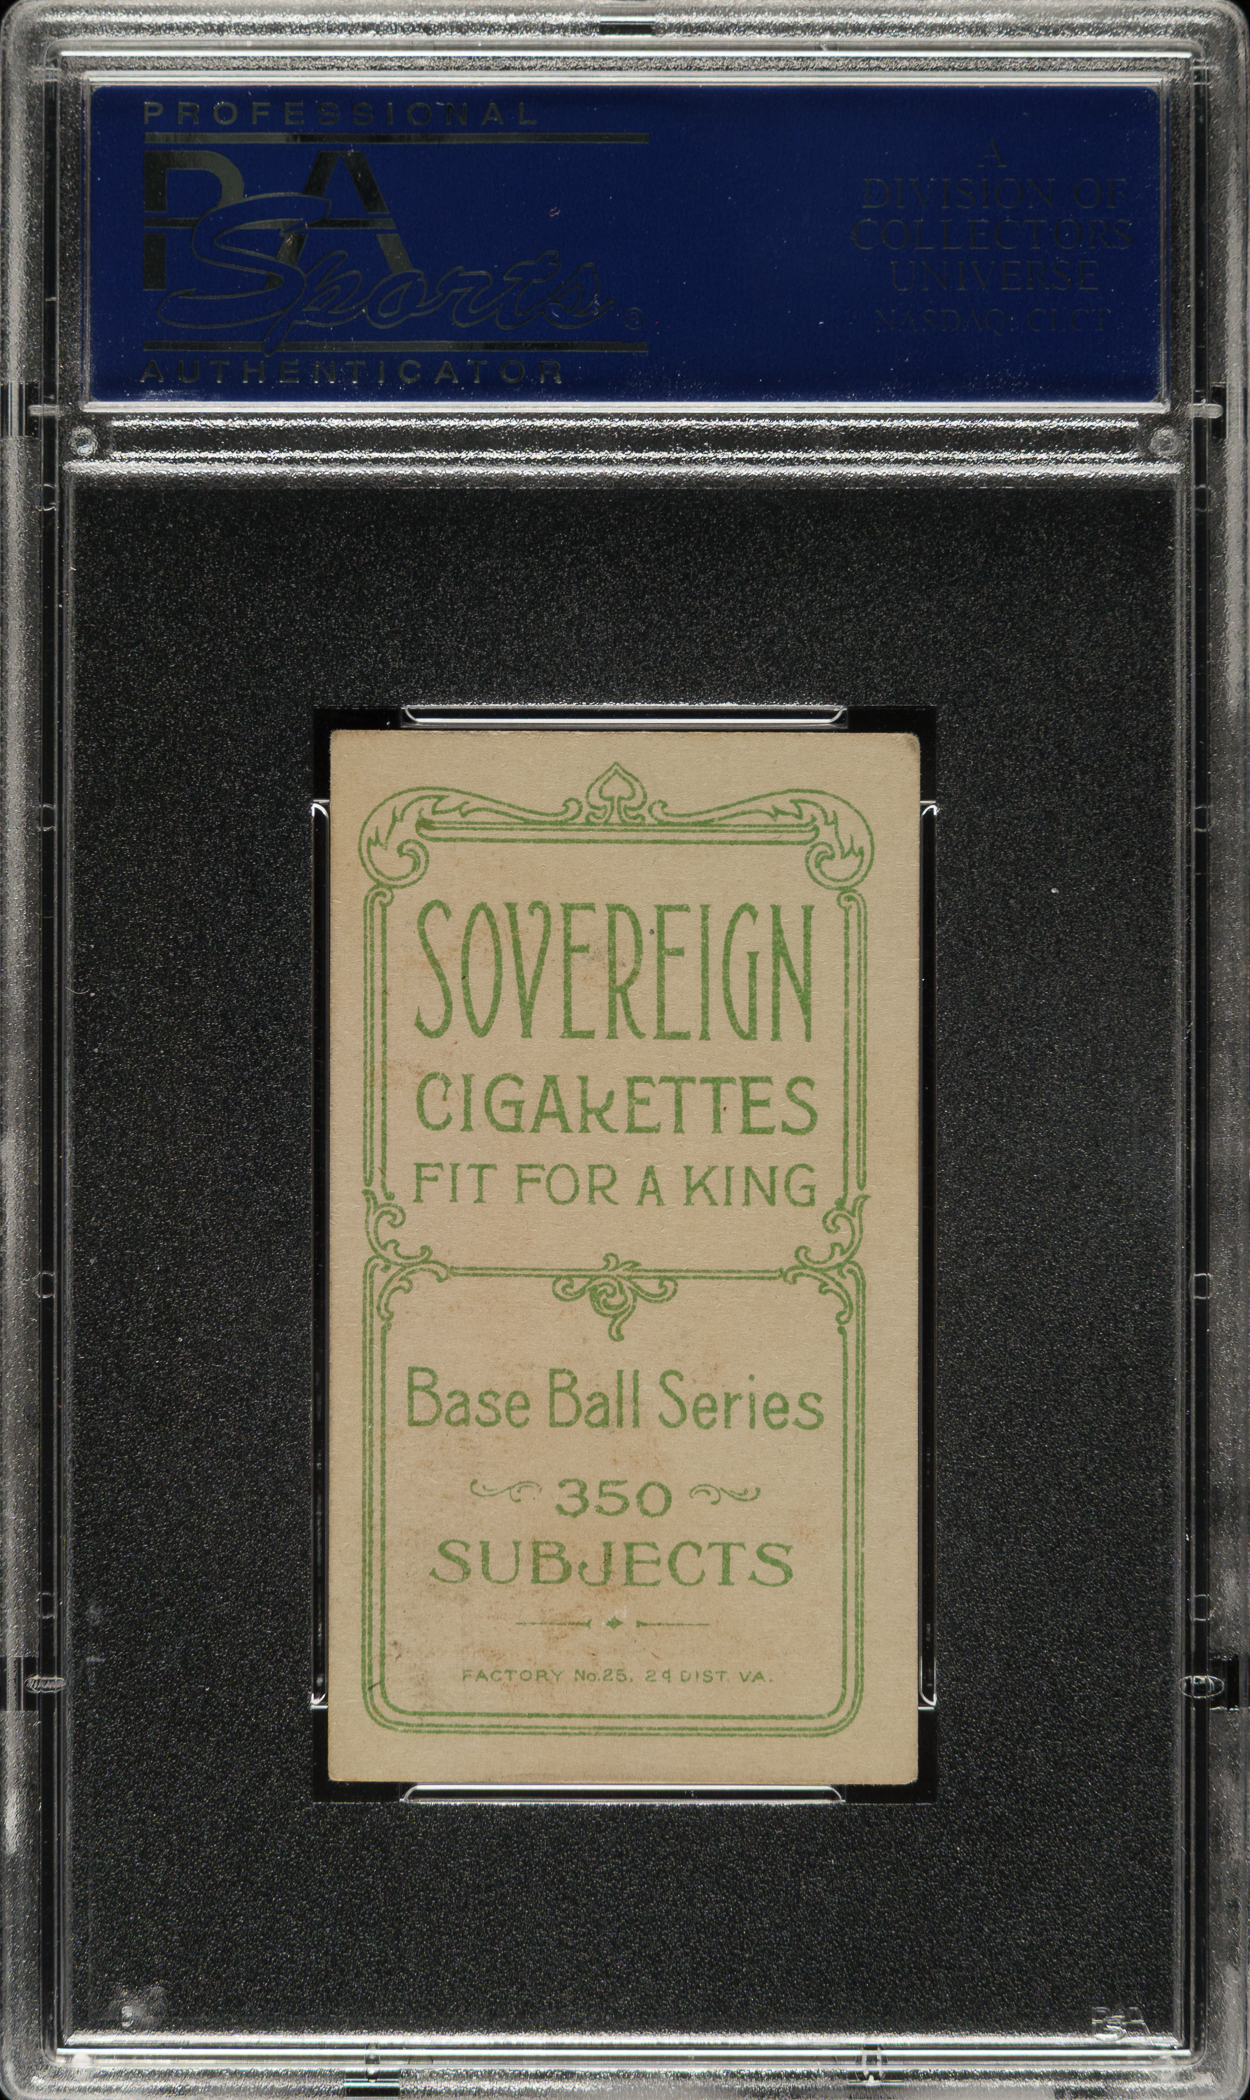 PROFESSIONAL
PSA
Sports®
AUTHENTICATOR
A
DIVISION OF
COLLECTORS
UNIVERSE
NASDAQ: CLCT
SOVEREIGN
CIGARETTES
FIT FOR A KING
Base Ball Series
350
SUBJECTS
FACTORY No.25, 2d DIST. VA.
PSA